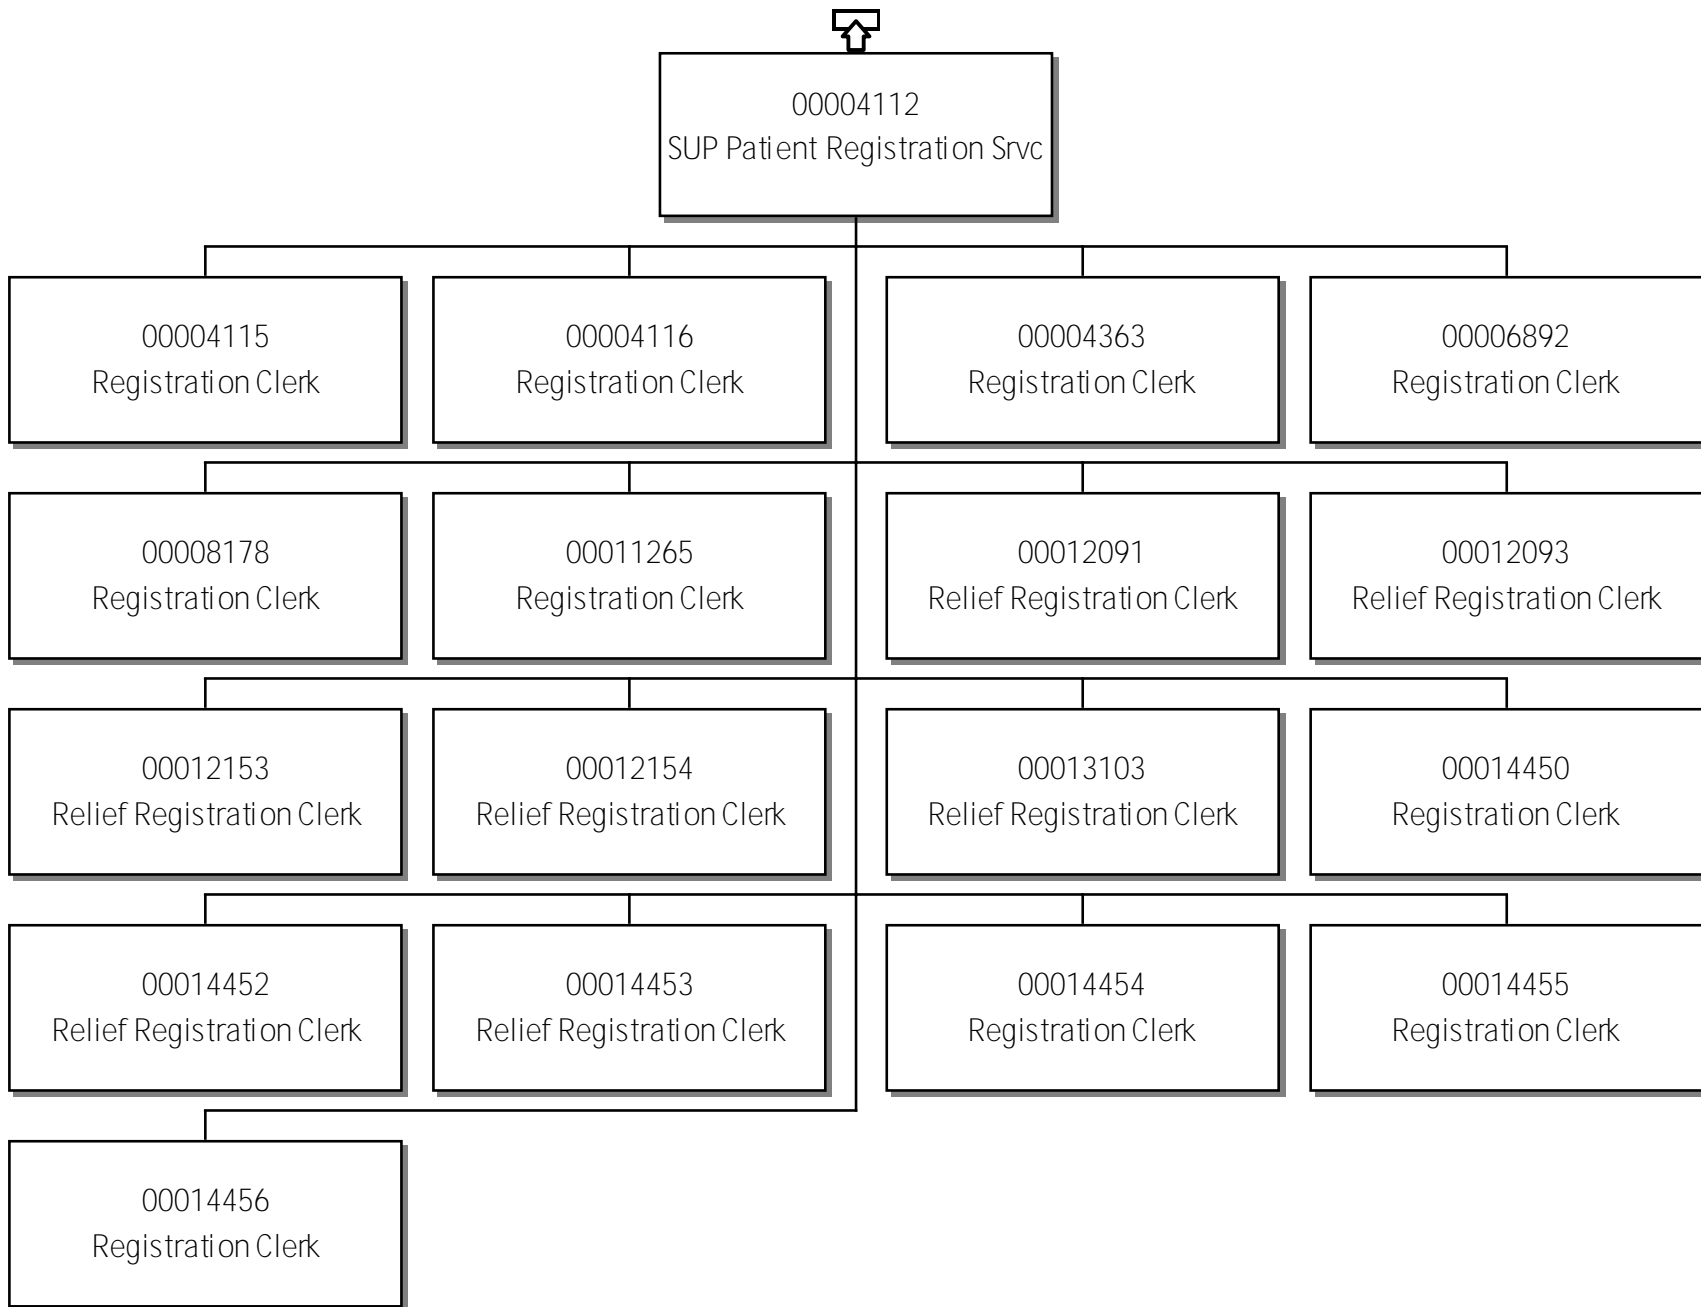 00004112
SUP Patient Registration Srvc
00004115
Registration Clerk
00004116
Registration Clerk
00004363
Registration Clerk
00006892
Registration Clerk
00008178
Registration Clerk
00011265
Registration Clerk
00012091
Relief Registration Clerk
00012093
Relief Registration Clerk
00012153
Relief Registration Clerk
00012154
Relief Registration Clerk
00013103
Relief Registration Clerk
00014450
Registration Clerk
00014452
Relief Registration Clerk
00014453
Relief Registration Clerk
00014454
Registration Clerk
00014455
Registration Clerk
00014456
Registration Clerk